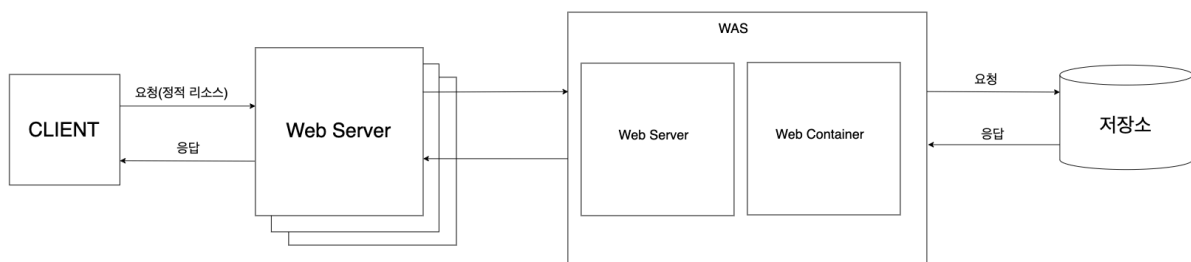 WAS
CLIENT
요청(정적 리소스)
응답
Web Server
Web Server
Web Container
요청
응답
저장소